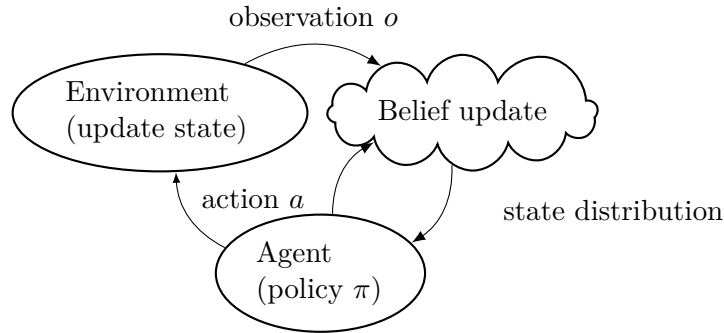 observation o
Environment
(update state)
Belief update
action a
state distribution
Agent
(policy π)